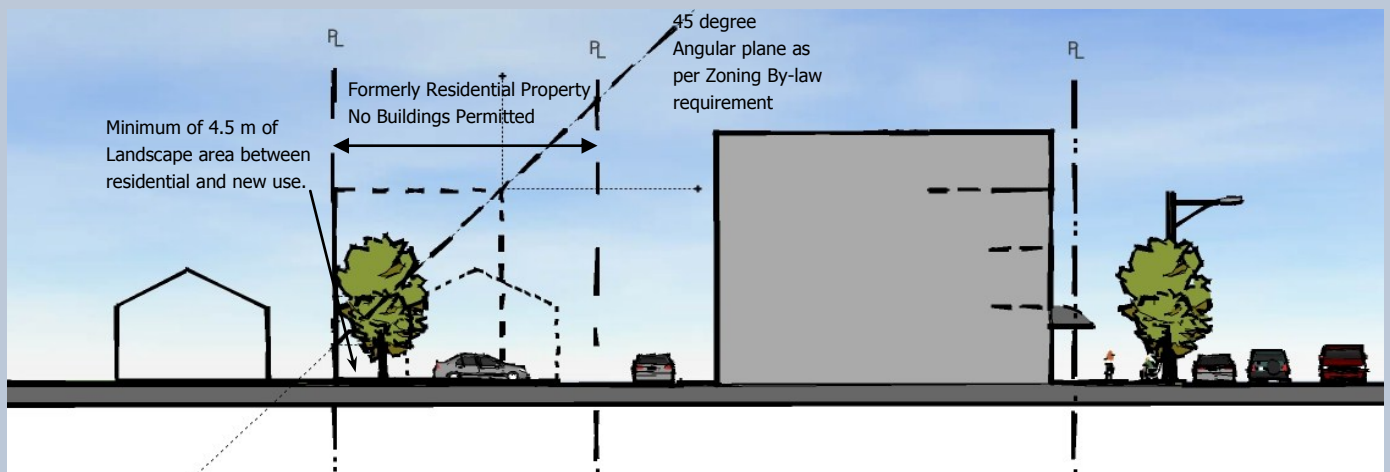 PL
PL
PL
45 degree
Angular plane as
per Zoning By-law
requirement
Formerly Residential Property
No Buildings Permitted
Minimum of 4.5 m of
Landscape area between
residential and new use.